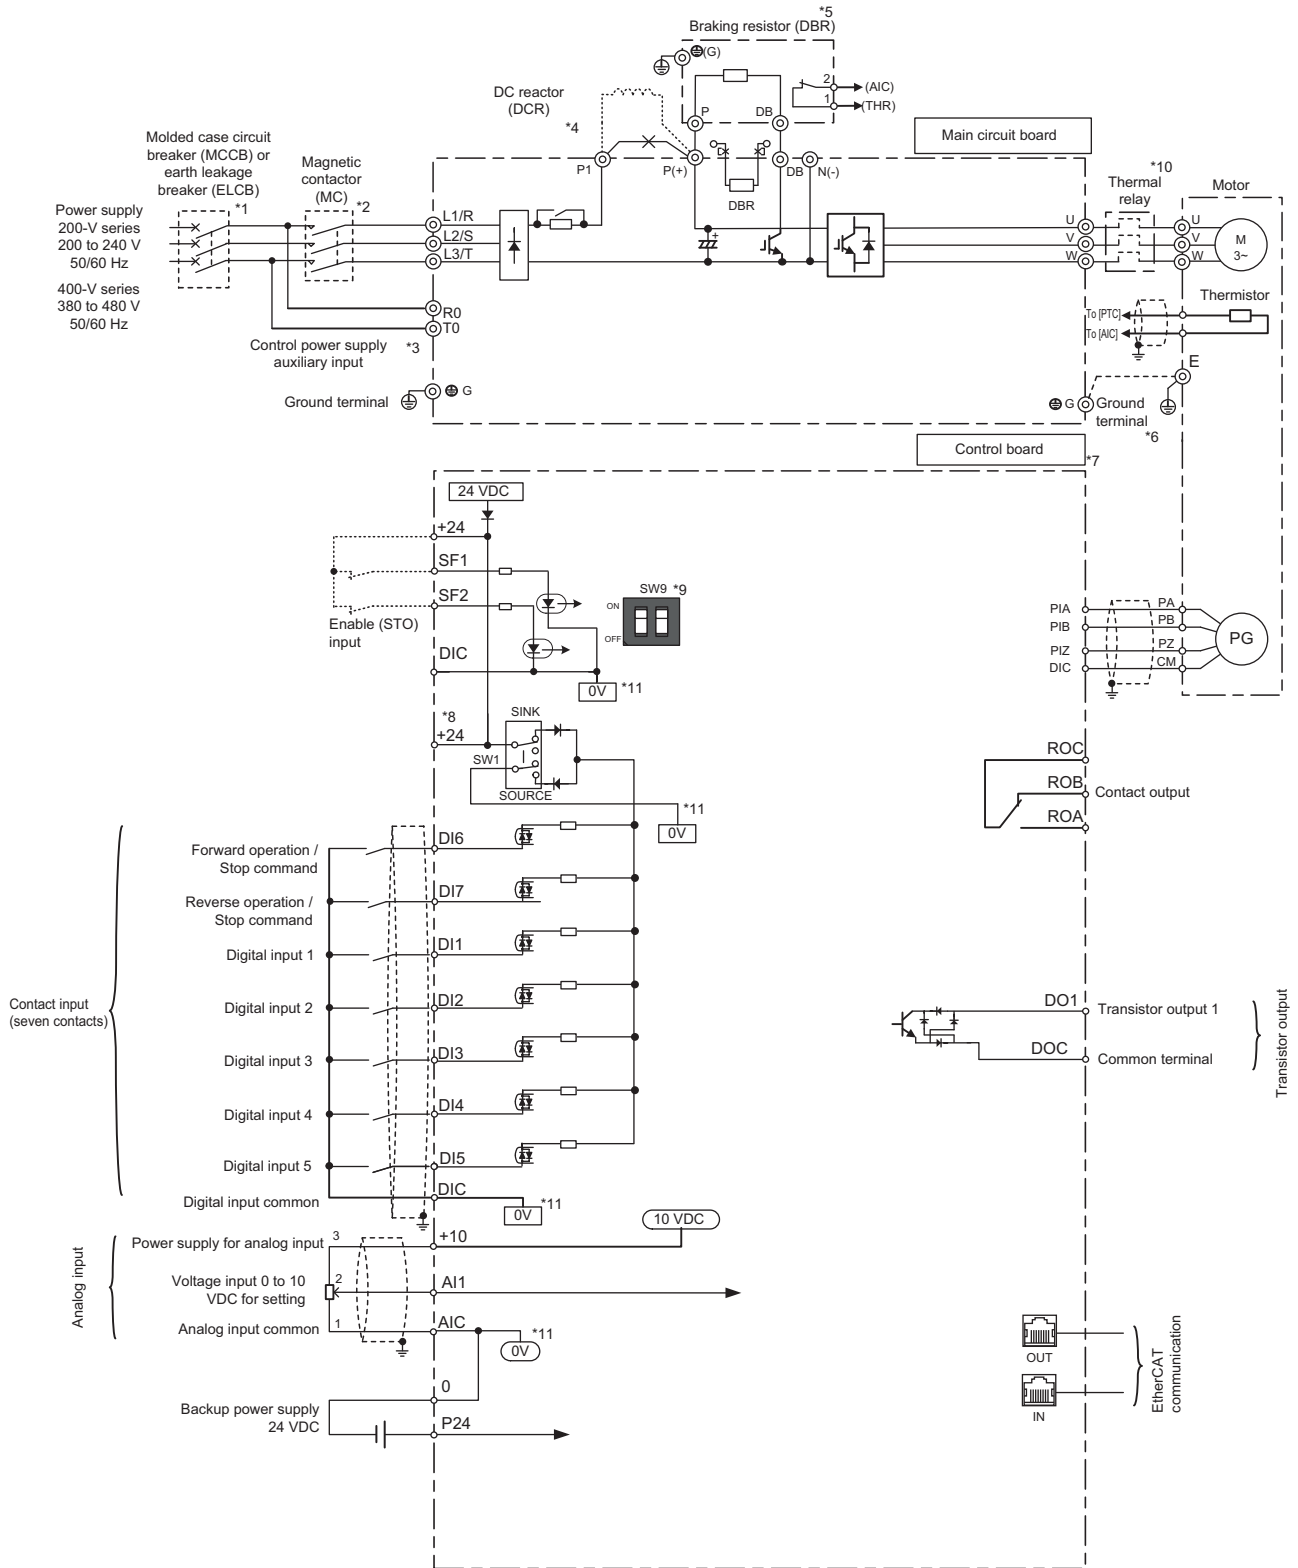 *5
Braking resistor (DBR)
(G)
2
(AIC)
1
(THR)
DC reactor
(DCR)
*4
P
DB
Main circuit board
P1
P(+)
DBR
DB
N(-)
Molded case circuit
breaker (MCCB) or
earth leakage
breaker (ELCB)
*1
Magnetic
contactor
(MC)
*2
Power supply
200-V series
200 to 240 V
50/60 Hz
400-V series
380 to 480 V
50/60 Hz
L1/R
L2/S
L3/T
R0
T0
*3
Control power supply
auxiliary input
Ground terminal
G
+
*10
Thermal
relay
Motor
U
V
W
U
V
W
M
3~
Thermistor
To [PTC]
To [AIC]
E
G
Ground
terminal
*6
Control board
*7
24 VDC
+24
SF1
SF2
Enable (STO)
input
DIC
0V
*11
SW9
*9
ON
OFF
*8
+24
SINK
SW1
SOURCE
*11
0V
PIA
PIB
PIZ
DIC
PA
PB
PZ
CM
PG
ROC
ROB
ROA
Contact output
Contact input
(seven contacts)
Forward operation /
Stop command
DI6
Reverse operation /
Stop command
DI7
Digital input 1
DI1
Digital input 2
DI2
Digital input 3
DI3
Digital input 4
DI4
Digital input 5
DI5
Digital input common
DIC
0V
*11
DO1
Transistor output 1
DOC
Common terminal
Transistor output
Analog input
Power supply for analog input
3
+10
10 VDC
Voltage input 0 to 10
VDC for setting
2
AI1
Analog input common
1
AIC
*11
0V
0
Backup power supply
24 VDC
P24
OUT
IN
EtherCAT
communication